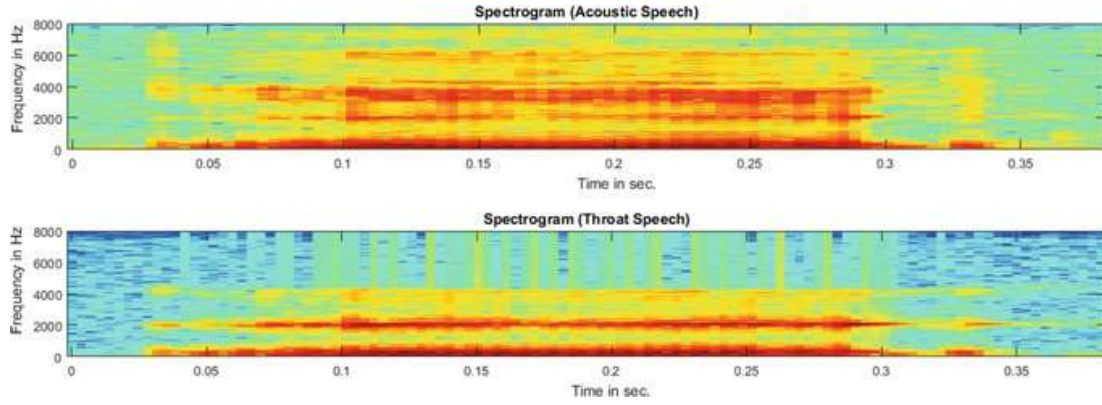 Spectrogram (Acoustic Speech)
Frequency in Hz
8000
6000
4000
2000
0
0 0.05 0.1 0.15 0.2 0.25 0.3 0.35
Time in sec.
Spectrogram (Throat Speech)
Frequency in Hz
8000
6000
4000
2000
0
0 0.05 0.1 0.15 0.2 0.25 0.3 0.35
Time in sec.